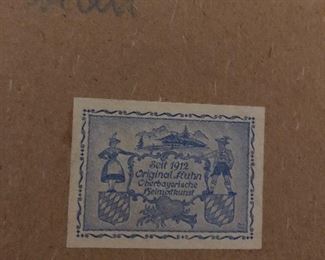 Seit 1912
Original Kuhn
Oberbayerische
Heimatkunst